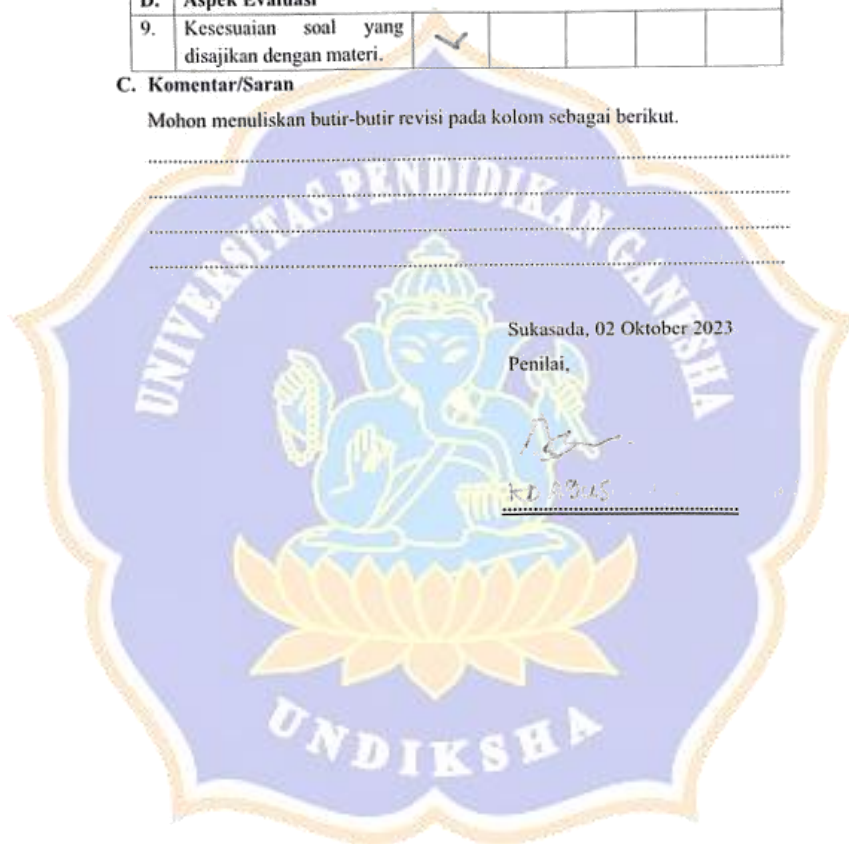 D. Aspek Evaluasi
9. Kesesuaian soal yang
disajikan dengan materi.
C. Komentar/Saran
Mohon menuliskan butir-butir revisi pada kolom sebagai berikut.
UNIVERSITAS PENDIDIKAN GANESHA
Sukasada, 02 Oktober 2023
Penilai,
UNDIKSHA